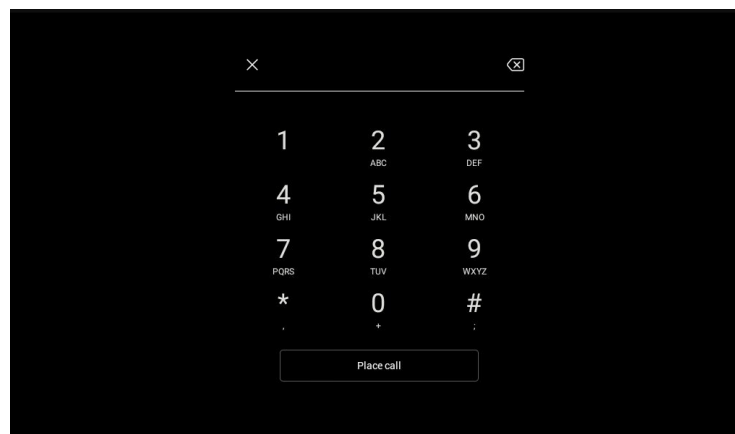 1 2 3
ABC DEF
4 5 6
GHI JKL MNO
7 8 9
PQRS TUV WXYZ
* 0 #
, + ;
Place call